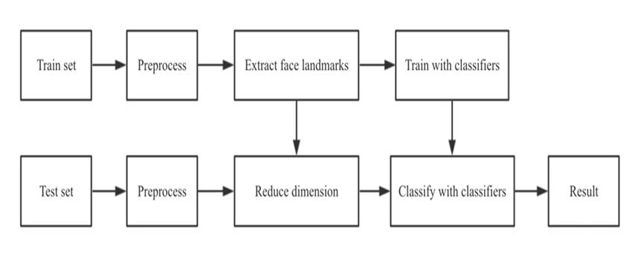 Train set
Preprocess
Extract face landmarks
Train with classifiers
Test set
Preprocess
Reduce dimension
Classify with classifiers
Result